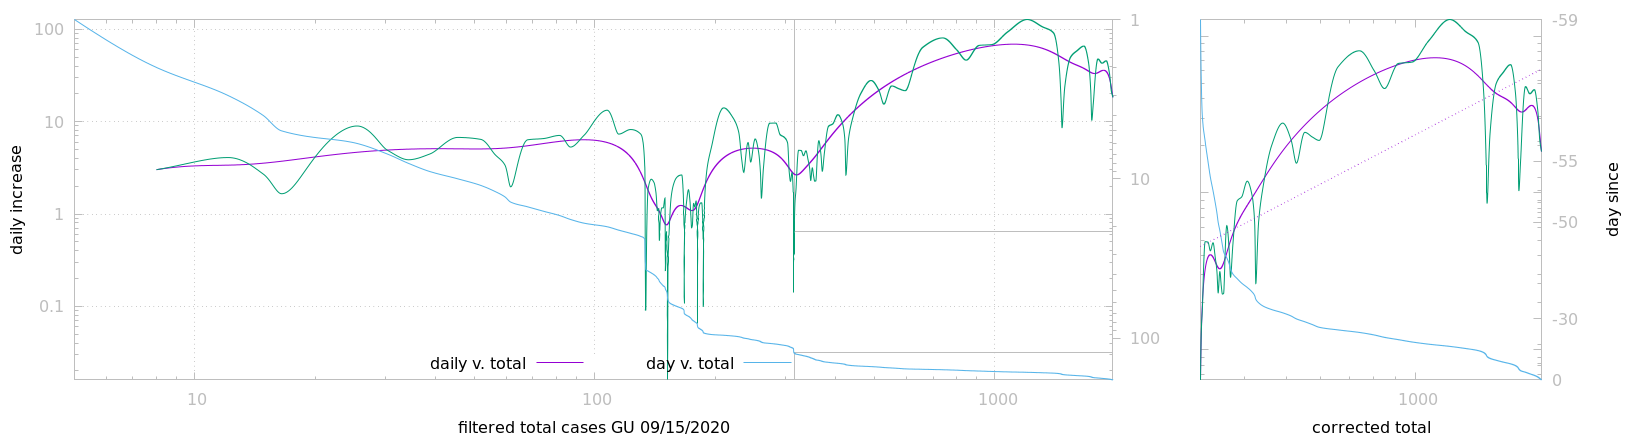 100
10
1
0.1
daily increase
daily v. total
day v. total
10
100
1000
filtered total cases GU 09/15/2020
1
10
100
1000
corrected total
-59
-55
-50
-30
0
day since